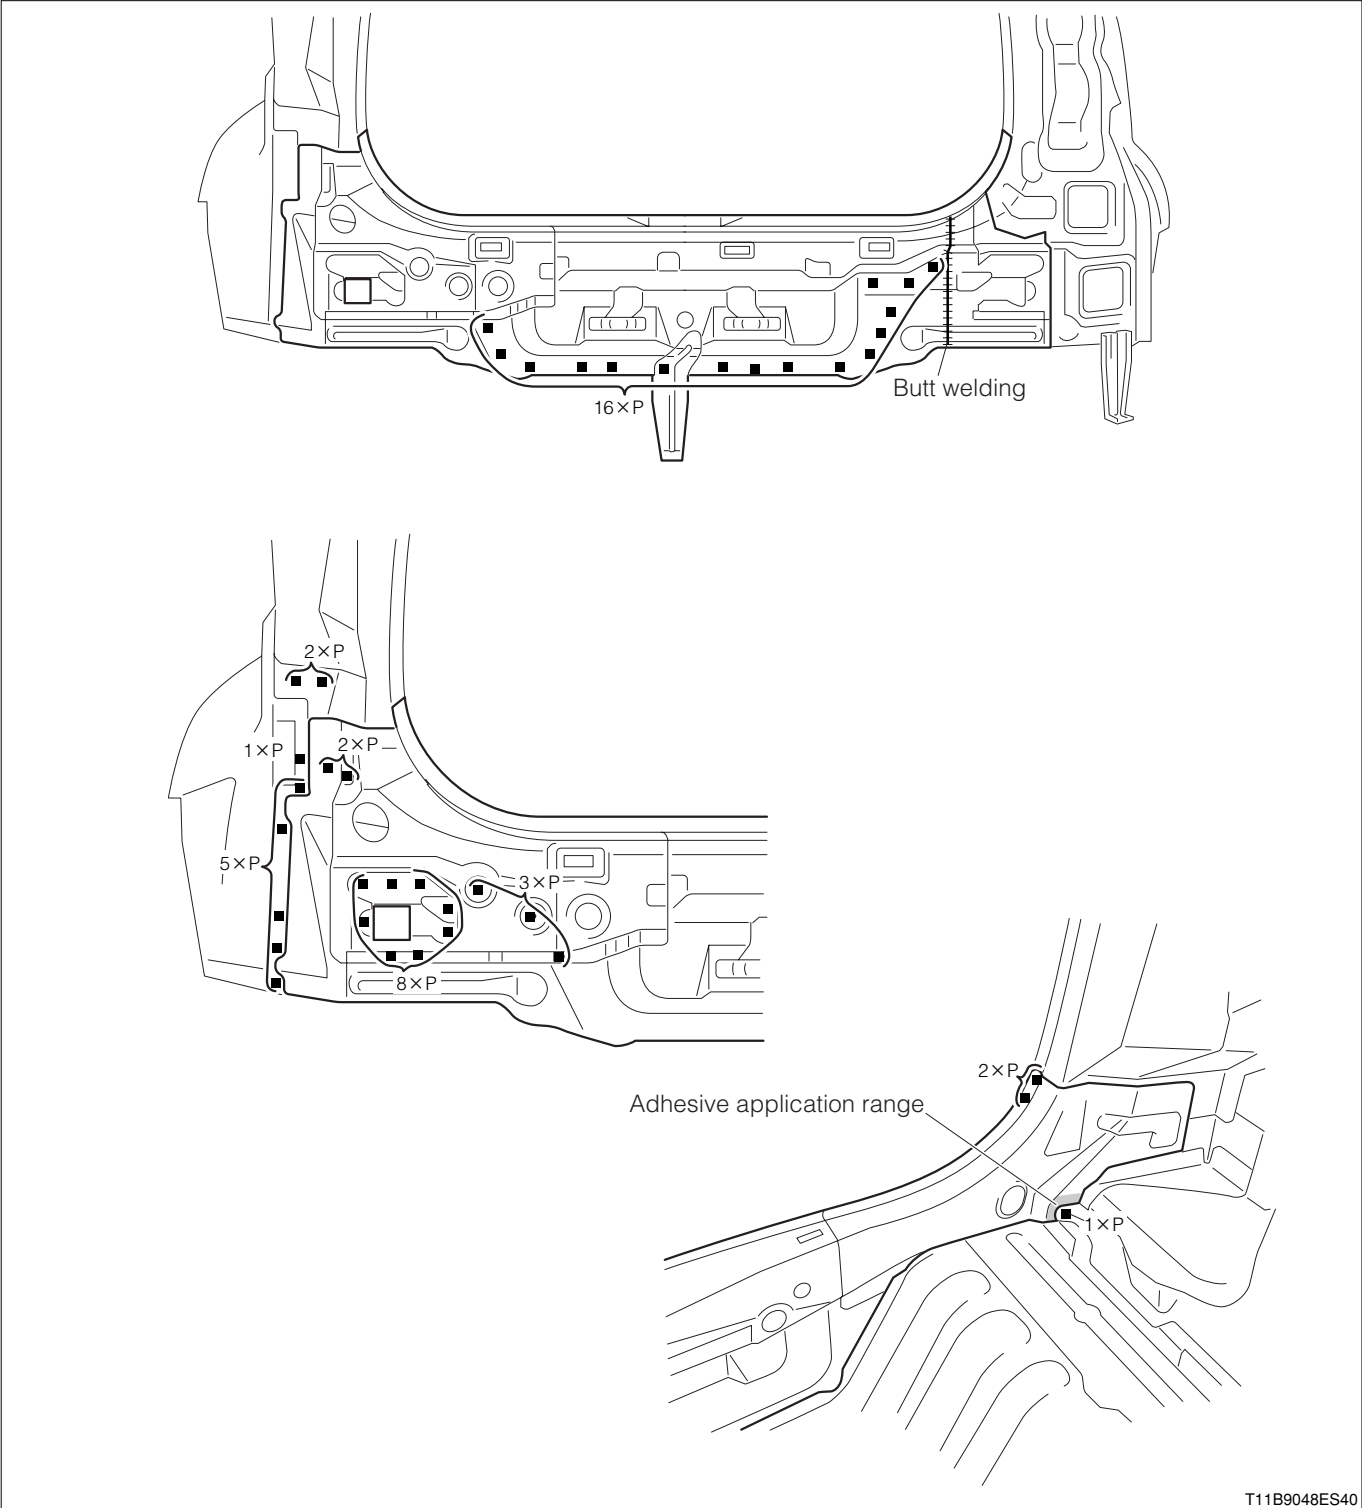 16×P
Butt welding
2×P
1×P
2×P
5×P
3×P
8×P
2×P
Adhesive application range
1×P
T11B9048ES40